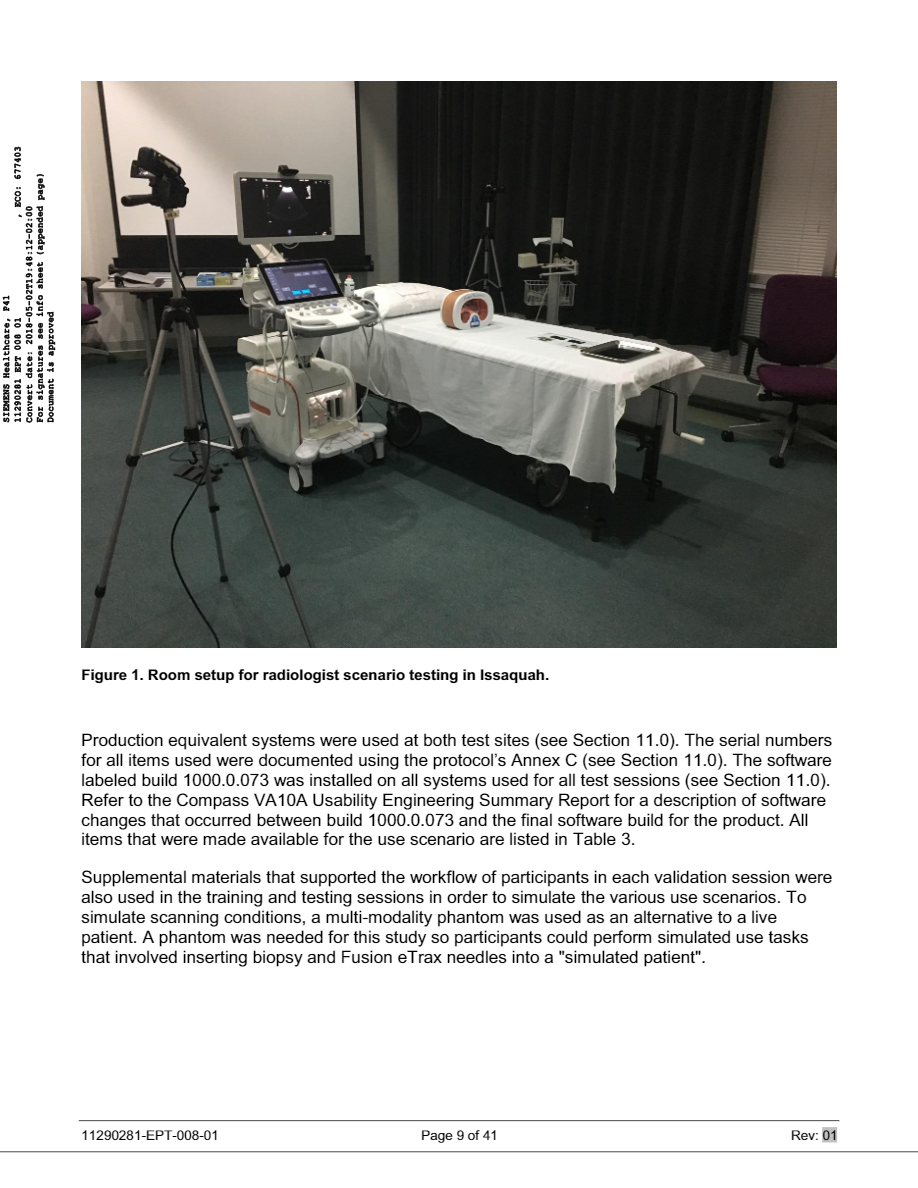 SIEMENS Healthcare, P41
11290281 EPT 008 01 , ECO: 677403
Convert date: 2018-05-02T19:48:12-02:00
For signatures see info sheet (appended page)
Document is approved
Figure 1. Room setup for radiologist scenario testing in Issaquah.
Production equivalent systems were used at both test sites (see Section 11.0). The serial numbers
for all items used were documented using the protocol’s Annex C (see Section 11.0). The software
labeled build 1000.0.073 was installed on all systems used for all test sessions (see Section 11.0).
Refer to the Compass VA10A Usability Engineering Summary Report for a description of software
changes that occurred between build 1000.0.073 and the final software build for the product. All
items that were made available for the use scenario are listed in Table 3.
Supplemental materials that supported the workflow of participants in each validation session were
also used in the training and testing sessions in order to simulate the various use scenarios. To
simulate scanning conditions, a multi-modality phantom was used as an alternative to a live
patient. A phantom was needed for this study so participants could perform simulated use tasks
that involved inserting biopsy and Fusion eTrax needles into a "simulated patient".
11290281-EPT-008-01 Page 9 of 41 Rev: 01